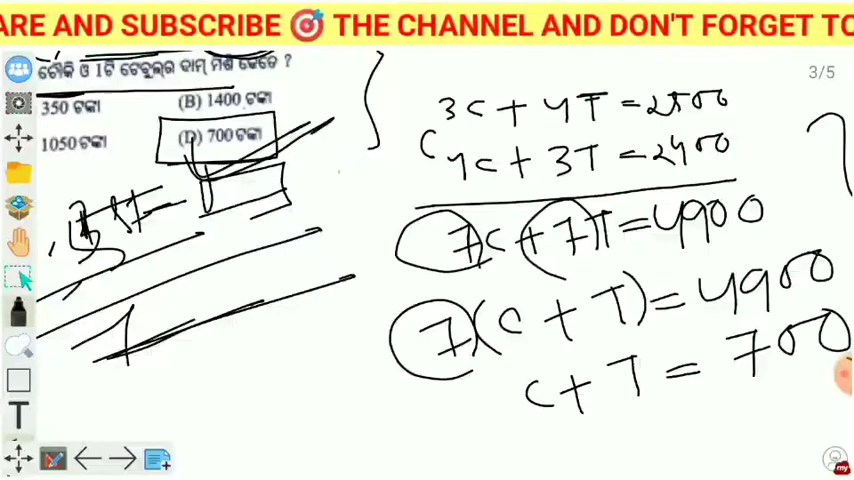 ARE AND SUBSCRIBE 🎯 THE CHANNEL AND DON'T FORGET TO
ଚୌକି ଓ 1ଟି ଟେବୁଲ୍‌ର ଦାମ୍ ମିଶି କେତେ ?
350 ଟଙ୍କା (B) 1400 ଟଙ୍କା
1050 ଟଙ୍କା (D) 700 ଟଙ୍କା
3/5
3C + 4T = 2500
4C + 3T = 2400
7C + 7T = 4900
7(C + T) = 4900
C + T = 700
T
my